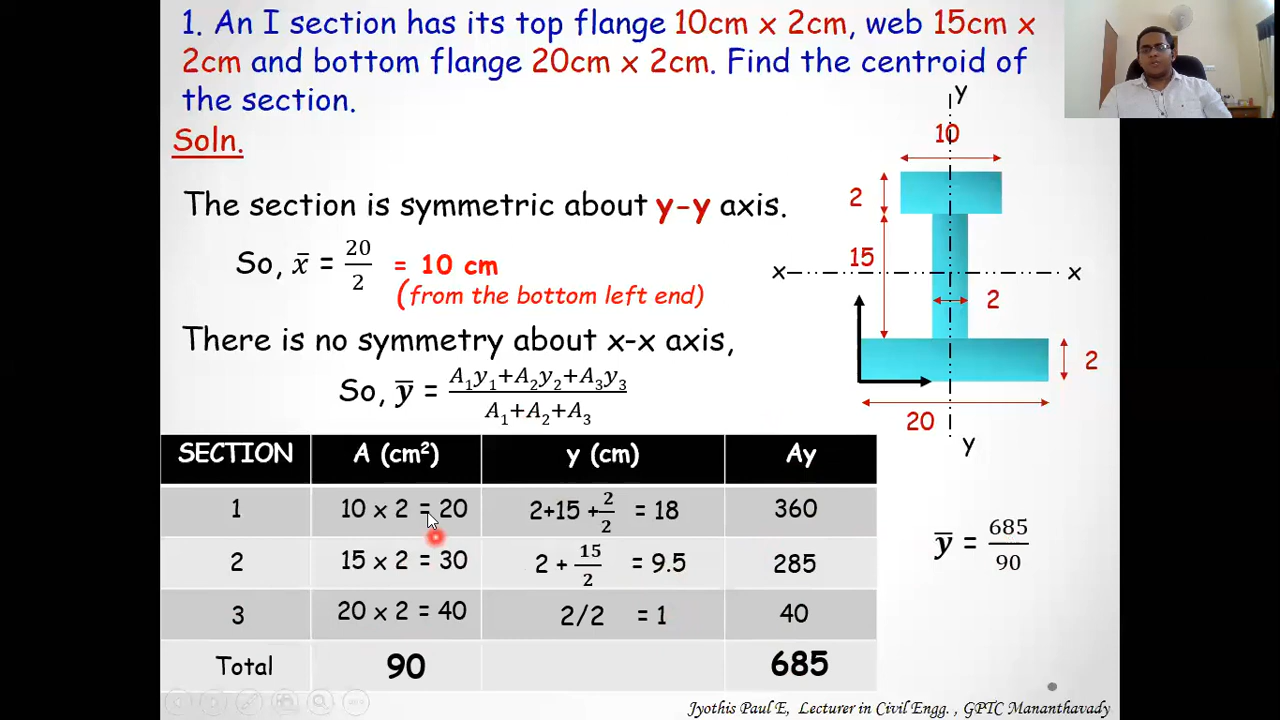 1. An I section has its top flange 10cm x 2cm, web 15cm x
2cm and bottom flange 20cm x 2cm. Find the centroid of
the section.
Soln.
The section is symmetric about y-y axis.
So, x̄ = 20/2 = 10 cm
(from the bottom left end)
There is no symmetry about x-x axis,
So, y̅ = A₁y₁+A₂y₂+A₃y₃ / A₁+A₂+A₃
SECTION A (cm²) y (cm) Ay
1 10 x 2 = 20 2+15 + 2/2 = 18 360
2 15 x 2 = 30 2 + 15/2 = 9.5 285
3 20 x 2 = 40 2/2 = 1 40
Total 90 685
y
10
2
15
x x
2
2
20
y
y̅ = 685/90
Jyothis Paul E, Lecturer in Civil Engg. , GPTC Mananthavady